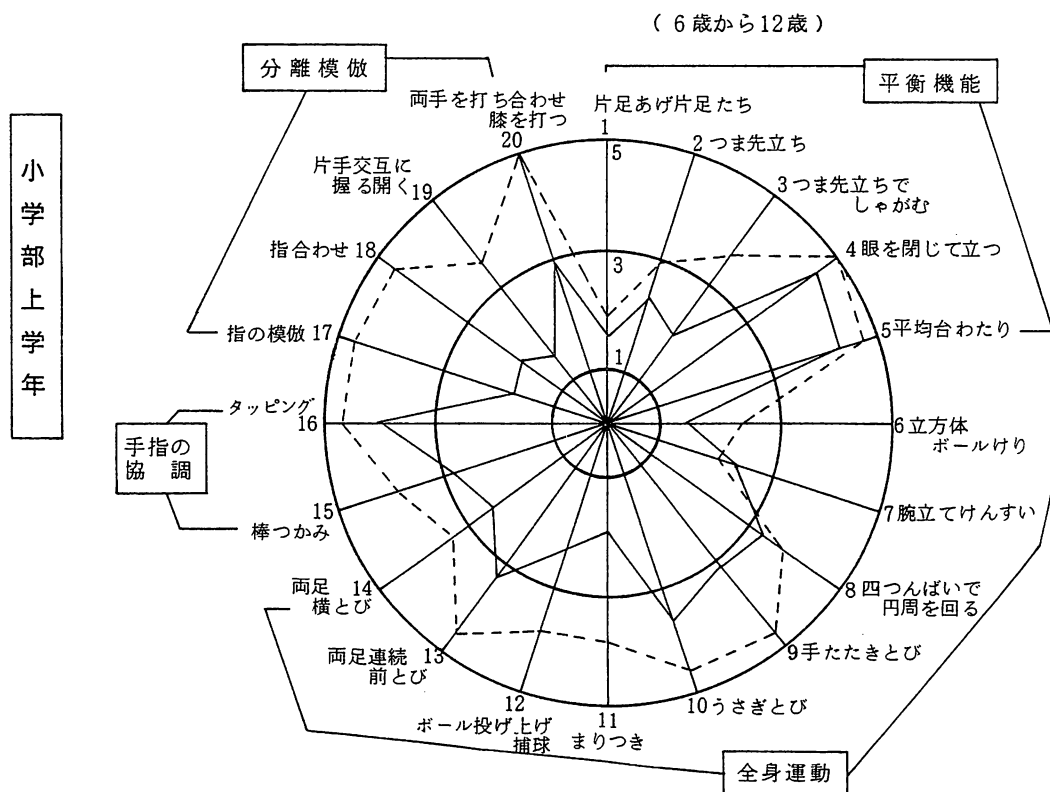 (6歳から12歳)
分離模倣
平衡機能
小学部上学年
両手を打ち合わせ
膝を打つ
20
片足あげ片足たち
1
5
2つま先立ち
片手交互に
握る開く
19
3つま先立ちで
しゃがむ
指合わせ 18
3
4眼を閉じて立つ
指の模倣 17
1
5平均台わたり
タッピング
16
6立方体
ボールけり
手指の
協調
15
棒つかみ
7腕立てけんすい
両足 14
横とび
8四つんばいで
円周を回る
両足連続 13
前とび
9手たたきとび
12
ボール投げ上げ
捕球
11
まりつき
10うさぎとび
全身運動